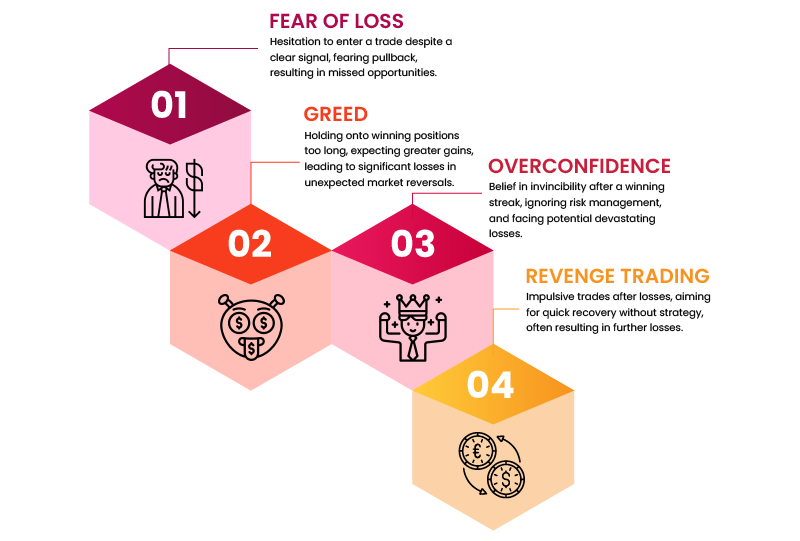 FEAR OF LOSS
Hesitation to enter a trade despite a
clear signal, fearing pullback,
resulting in missed opportunities.
01
GREED
Holding onto winning positions
too long, expecting greater gains,
leading to significant losses in
unexpected market reversals.
02
OVERCONFIDENCE
Belief in invincibility after a winning
streak, ignoring risk management,
and facing potential devastating
losses.
03
REVENGE TRADING
Impulsive trades after losses, aiming
for quick recovery without strategy,
often resulting in further losses.
04